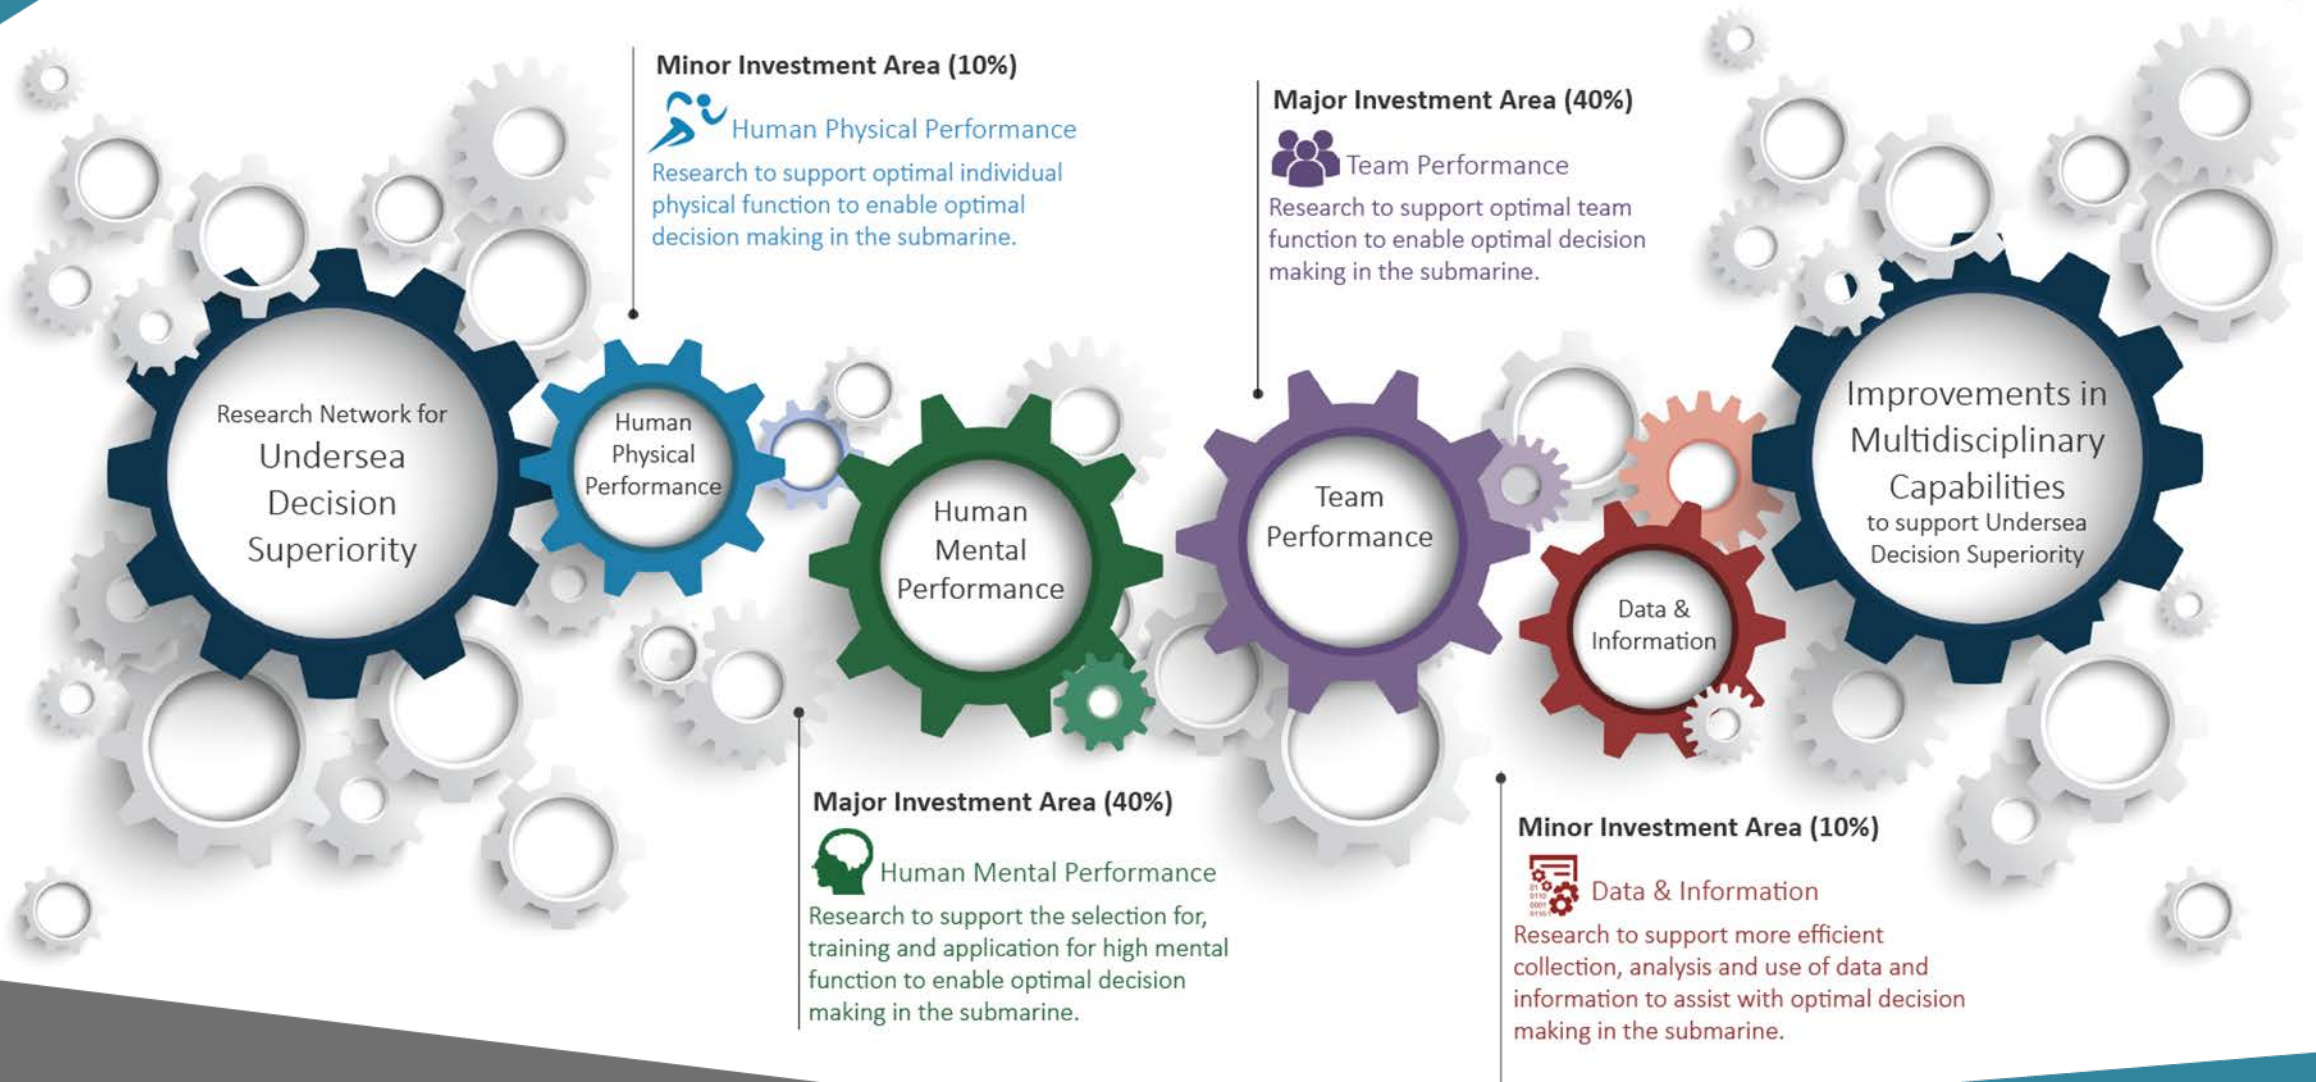 Minor Investment Area (10%)
Human Physical Performance
Research to support optimal individual
physical function to enable optimal
decision making in the submarine.
Major Investment Area (40%)
Team Performance
Research to support optimal team
function to enable optimal decision
making in the submarine.
Research Network for
Undersea
Decision
Superiority
Human
Physical
Performance
Human
Mental
Performance
Team
Performance
Data &
Information
Improvements in
Multidisciplinary
Capabilities
to support Undersea
Decision Superiority
Major Investment Area (40%)
Human Mental Performance
Research to support the selection for,
training and application for high mental
function to enable optimal decision
making in the submarine.
Minor Investment Area (10%)
Data & Information
Research to support more efficient
collection, analysis and use of data and
information to assist with optimal decision
making in the submarine.